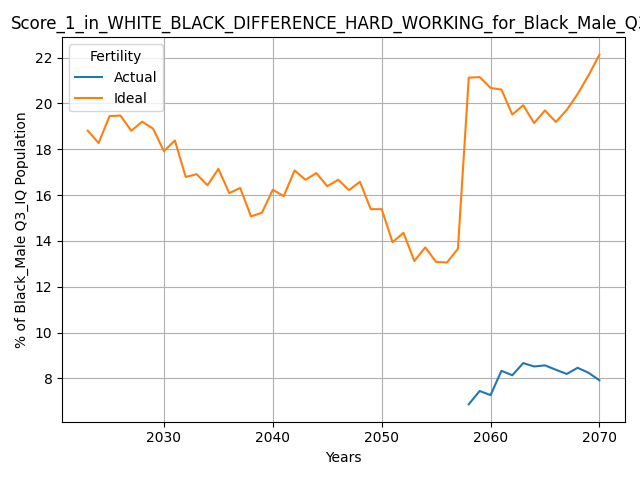 Score_1_in_WHITE_BLACK_DIFFERENCE_HARD_WORKING_for_Black_Male_Q3
Fertility
Actual
Ideal
% of Black_Male Q3_IQ Population
22
20
18
16
14
12
10
8
2030 2040 2050 2060 2070
Years